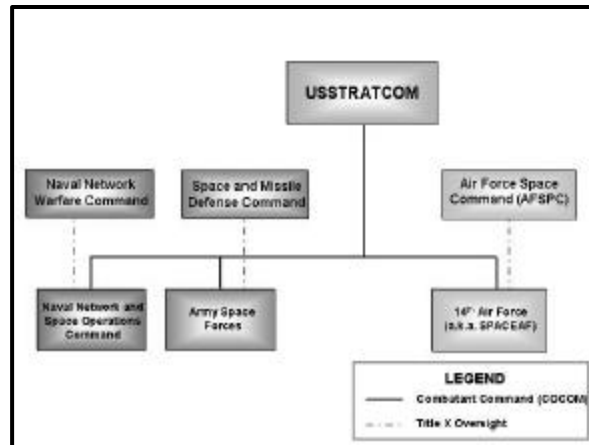 USSTRATCOM
Naval Network
Warfare Command
Space and Missile
Defense Command
Air Force Space
Command (AFSPC)
Naval Network and
Space Operations
Command
Army Space
Forces
14th Air Force
(a.k.a. SPACEAF)
LEGEND
Combatant Command (COCOM)
Title X Oversight